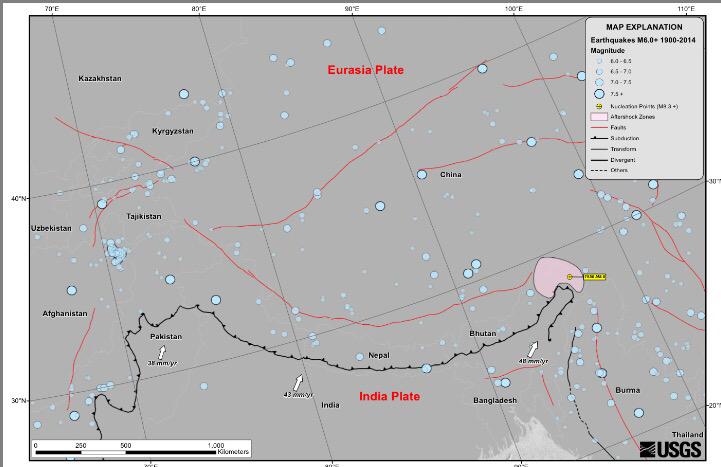 70°E
80°E
90°E
100°E
110°E
MAP EXPLANATION
Earthquakes M6.0+ 1900-2014
Magnitude
6.0 - 6.5
6.5 - 7.0
7.0 - 7.5
7.5 +
Nucleation Points (M8.3 +)
Aftershock Zones
Faults
Subduction
Transform
Divergent
Others
Eurasia Plate
Kazakhstan
Kyrgyzstan
China
30°N
40°N
Tajikistan
Uzbekistan
Afghanistan
Pakistan
38 mm/yr
Bhutan
Nepal
48 mm/yr
43 mm/yr
India Plate
India
Bangladesh
Burma
30°N
20°N
Thailand
0
250
500
1,000
Kilometers
USGS
70°E
80°E
90°E